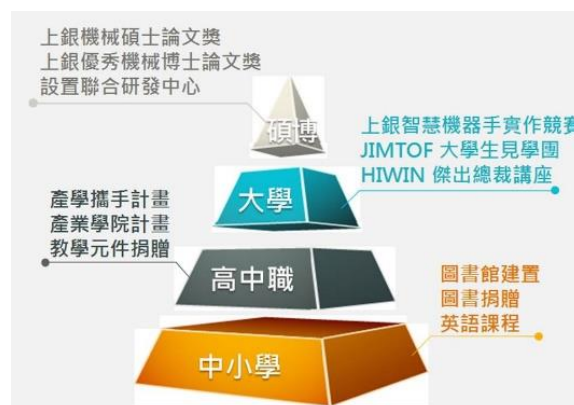 上銀機械碩士論文獎
上銀優秀機械博士論文獎
設置聯合研發中心
碩博
上銀智慧機器手實作競賽
JIMTOF 大學生見學團
HIWIN 傑出總裁講座
大學
產學攜手計畫
產業學院計畫
教學元件捐贈
高中職
圖書館建置
圖書捐贈
英語課程
中小學